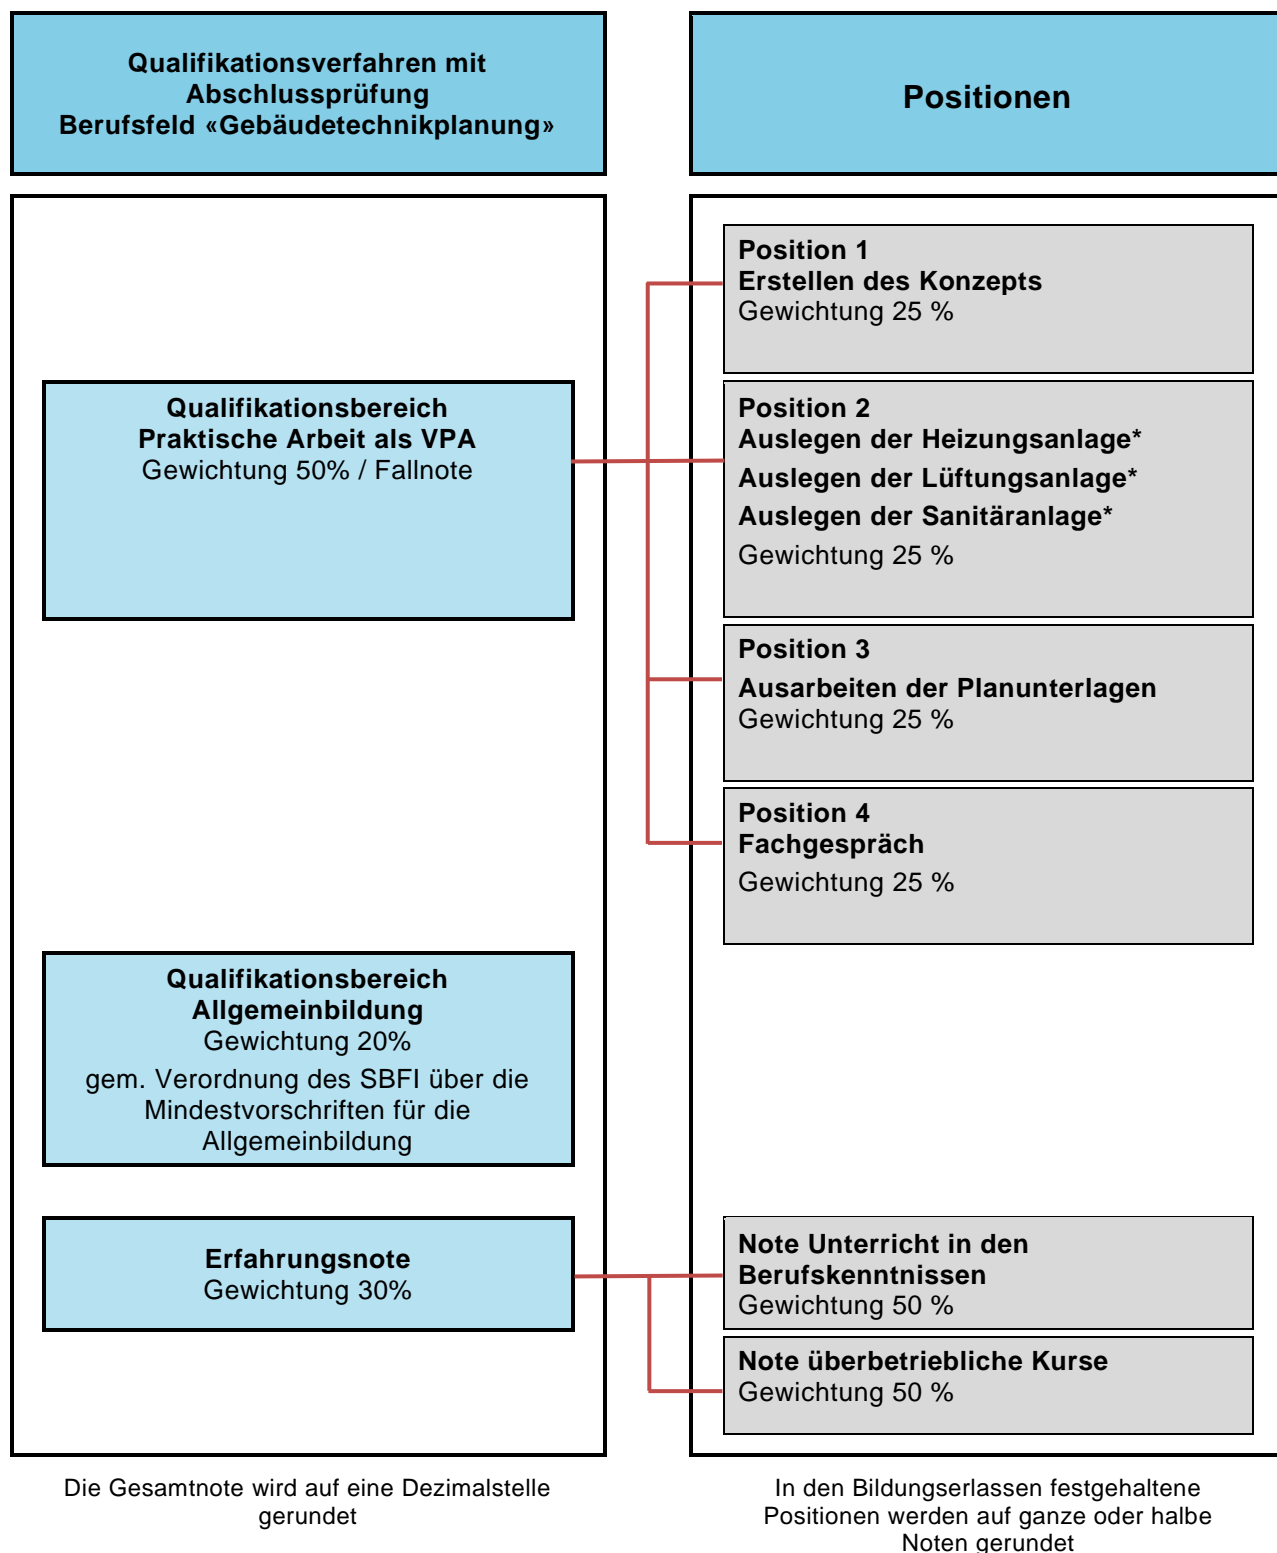 Qualifikationsverfahren mit
Abschlussprüfung
Berufsfeld «Gebäudetechnikplanung»
Positionen
Position 1
Erstellen des Konzepts
Gewichtung 25 %
Qualifikationsbereich
Praktische Arbeit als VPA
Gewichtung 50% / Fallnote
Position 2
Auslegen der Heizungsanlage*
Auslegen der Lüftungsanlage*
Auslegen der Sanitäranlage*
Gewichtung 25 %
Position 3
Ausarbeiten der Planunterlagen
Gewichtung 25 %
Position 4
Fachgespräch
Gewichtung 25 %
Qualifikationsbereich
Allgemeinbildung
Gewichtung 20%
gem. Verordnung des SBFI über die
Mindestvorschriften für die
Allgemeinbildung
Erfahrungsnote
Gewichtung 30%
Note Unterricht in den
Berufskenntnissen
Gewichtung 50 %
Note überbetriebliche Kurse
Gewichtung 50 %
Die Gesamtnote wird auf eine Dezimalstelle
gerundet
In den Bildungserlassen festgehaltene
Positionen werden auf ganze oder halbe
Noten gerundet